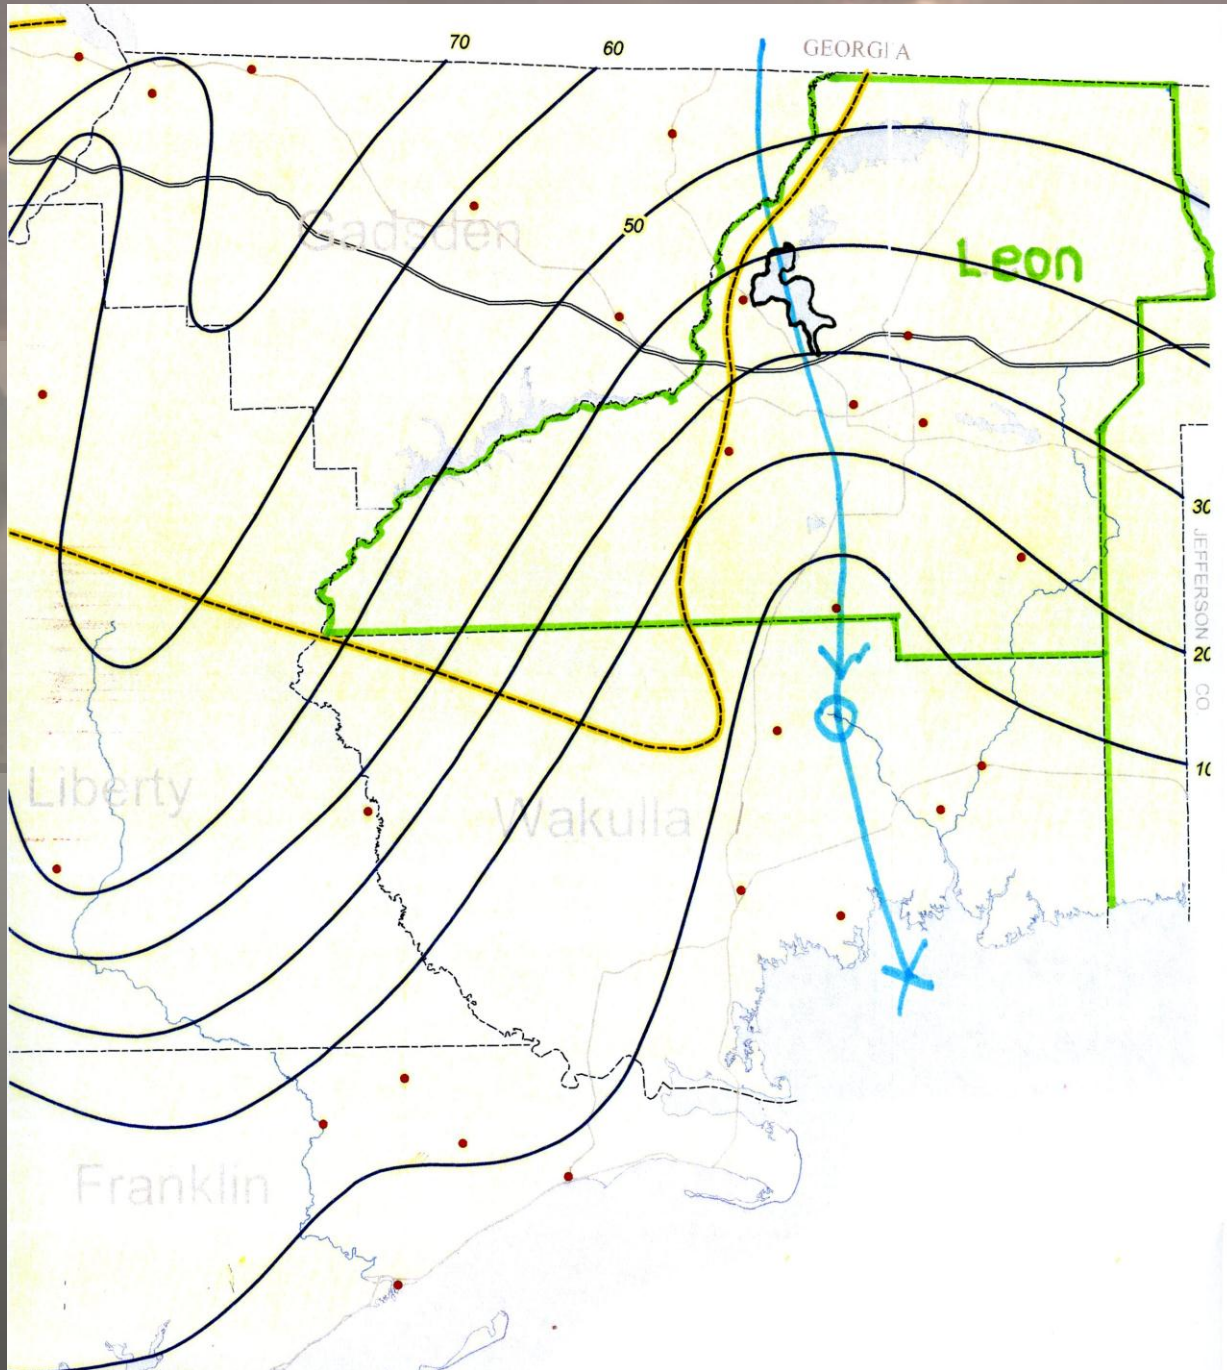 70
60
GEORGIA
50
Gadsden
Leon
30
JEFFERSON CO.
20
10
Liberty
Wakulla
Franklin